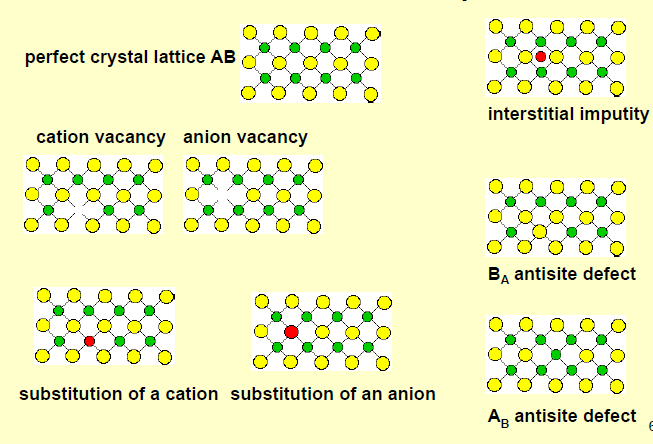 perfect crystal lattice AB
interstitial imputity
cation vacancy anion vacancy
B_A antisite defect
substitution of a cation substitution of an anion
A_B antisite defect
6